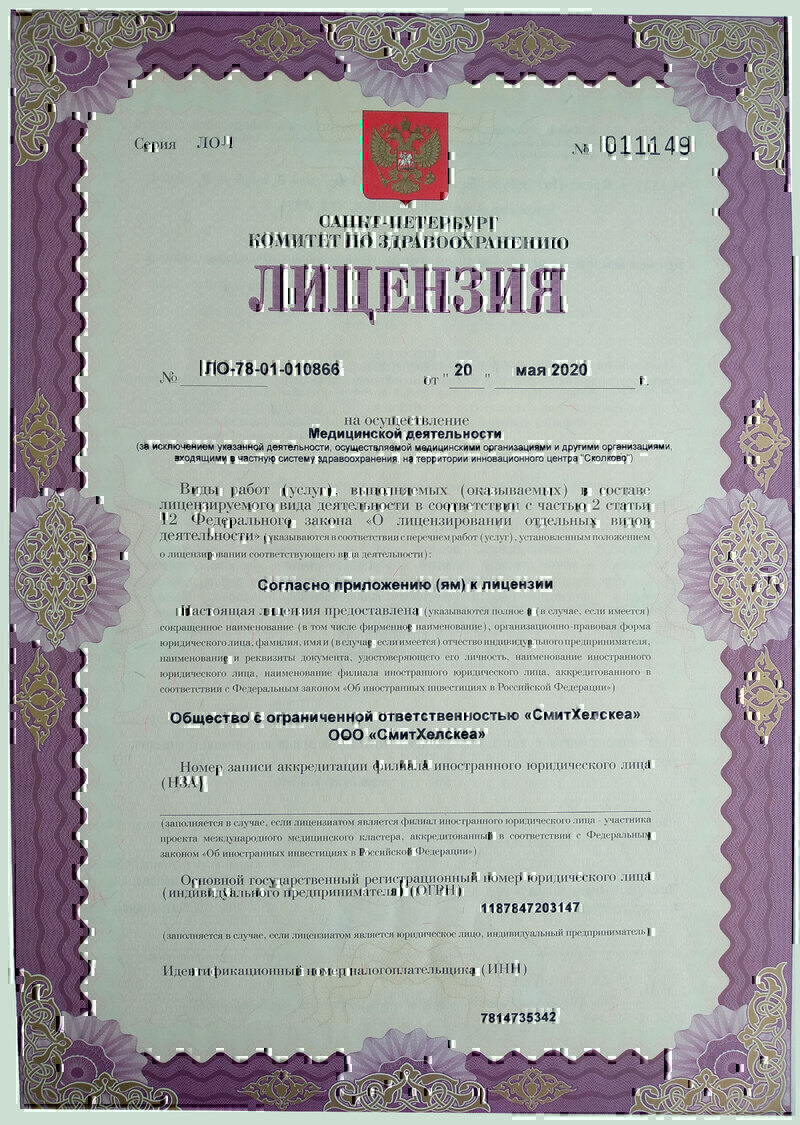 Серия ЛО-1 № 011149
САНКТ-ПЕТЕРБУРГ
КОМИТЕТ ПО ЗДРАВООХРАНЕНИЮ
ЛИЦЕНЗИЯ
№ ЛО-78-01-010866 от " 20 " мая 2020 г.
на осуществление
Медицинской деятельности
(за исключением указанной деятельности, осуществляемой медицинскими организациями и другими организациями,
входящими в частную систему здравоохранения, на территории инновационного центра "Сколково")
Виды работ (услуг), выполняемых (оказываемых) в составе
лицензируемого вида деятельности в соответствии с частью 2 статьи
12 Федерального закона «О лицензировании отдельных видов
деятельности» (указываются в соответствии с перечнем работ (услуг), установленным положением
о лицензировании соответствующего вида деятельности):
Согласно приложению (ям) к лицензии
Настоящая лицензия предоставлена (указываются полное и (в случае, если имеется)
сокращенное наименование (в том числе фирменное наименование), организационно-правовая форма
юридического лица, фамилия, имя и (в случае, если имеется) отчество индивидуального предпринимателя,
наименование и реквизиты документа, удостоверяющего его личность, наименование иностранного
юридического лица, наименование филиала иностранного юридического лица, аккредитованного в
соответствии с Федеральным законом «Об иностранных инвестициях в Российской Федерации»)
Общество с ограниченной ответственностью «СмитХелскеа»
ООО «СмитХелскеа»
Номер записи аккредитации филиала иностранного юридического лица
(НЗА)
(заполняется в случае, если лицензиатом является филиал иностранного юридического лица - участника
проекта международного медицинского кластера, аккредитованный в соответствии с Федеральным
законом «Об иностранных инвестициях в Российской Федерации»)
Основной государственный регистрационный номер юридического лица
(индивидуального предпринимателя) (ОГРН)
1187847203147
(заполняется в случае, если лицензиатом является юридическое лицо, индивидуальный предприниматель)
Идентификационный номер налогоплательщика (ИНН)
7814735342